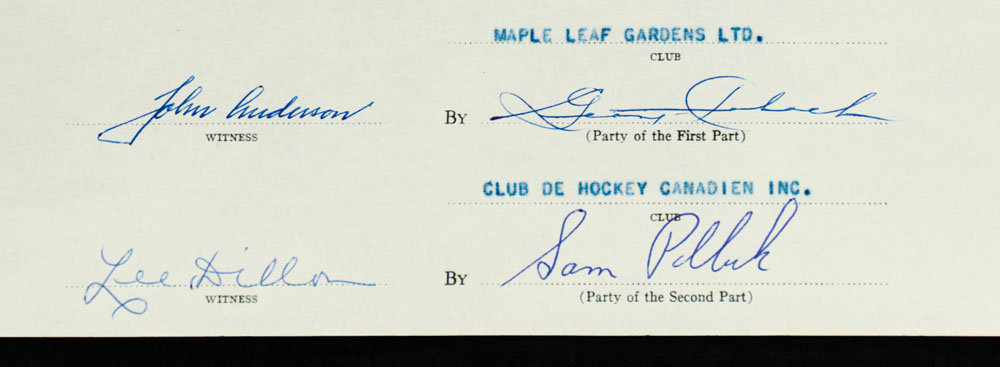 MAPLE LEAF GARDENS LTD.
CLUB
John Anderson
By
WITNESS
(Party of the First Part)
CLUB DE HOCKEY CANADIEN INC.
CLUB
Lee Dillon
By Sam Pollock
WITNESS
(Party of the Second Part)